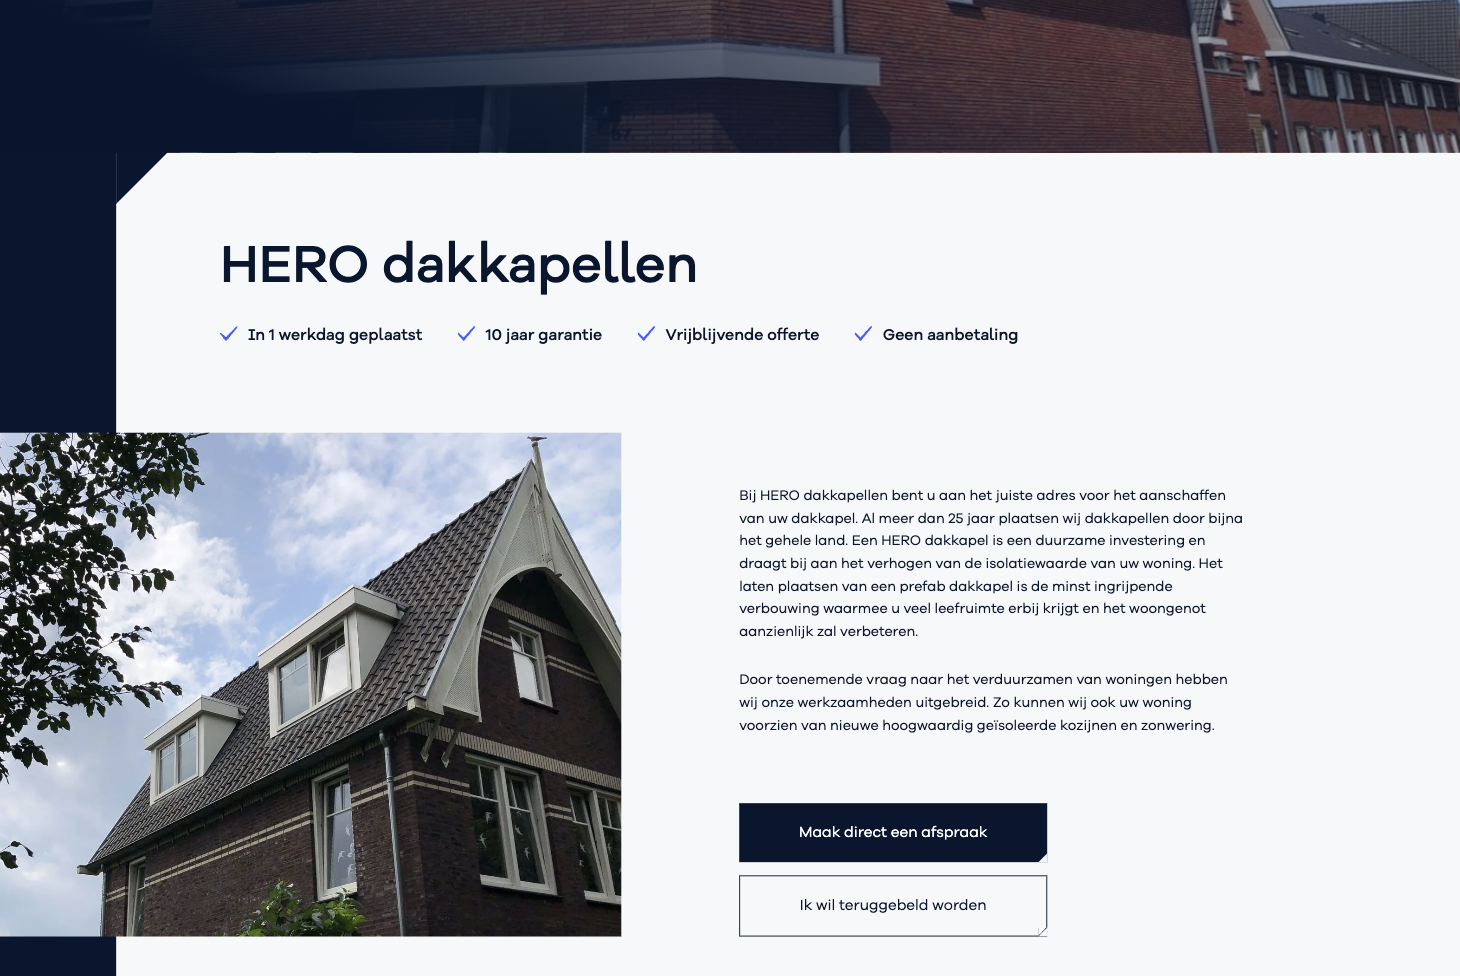 HERO dakkapellen
In 1 werkdag geplaatst
10 jaar garantie
Vrijblijvende offerte
Geen aanbetaling
Bij HERO dakkapellen bent u aan het juiste adres voor het aanschaffen
van uw dakkapel. Al meer dan 25 jaar plaatsen wij dakkapellen door bijna
het gehele land. Een HERO dakkapel is een duurzame investering en
draagt bij aan het verhogen van de isolatiewaarde van uw woning. Het
laten plaatsen van een prefab dakkapel is de minst ingrijpende
verbouwing waarmee u veel leefruimte erbij krijgt en het woongenot
aanzienlijk zal verbeteren.
Door toenemende vraag naar het verduurzamen van woningen hebben
wij onze werkzaamheden uitgebreid. Zo kunnen wij ook uw woning
voorzien van nieuwe hoogwaardig geïsoleerde kozijnen en zonwering.
Maak direct een afspraak
Ik wil teruggebeld worden